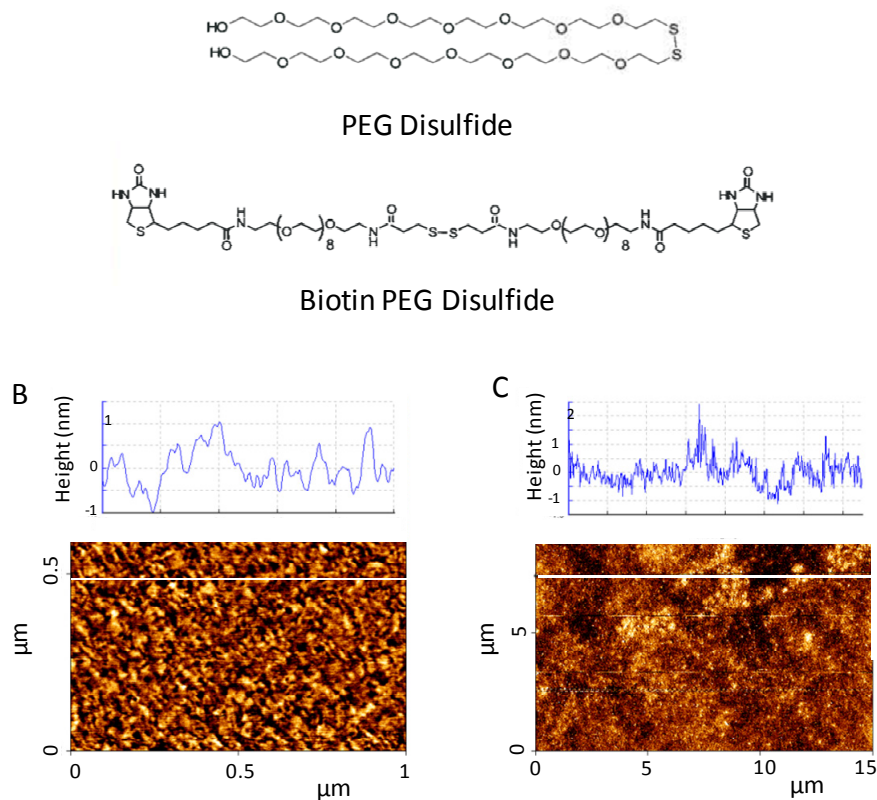 HO O O O O O O O S
HO O O O O O O O S
PEG Disulfide
O O
HN NH HN NH
H O O H
N O O N S S N O O N
S O 8 H H 8 O S
Biotin PEG Disulfide
B
Height (nm)
1
0
-1
0.5
μm
0
0 0.5 1
μm
C
Height (nm)
2
1
0
-1
5
μm
0
0 5 10 15
μm